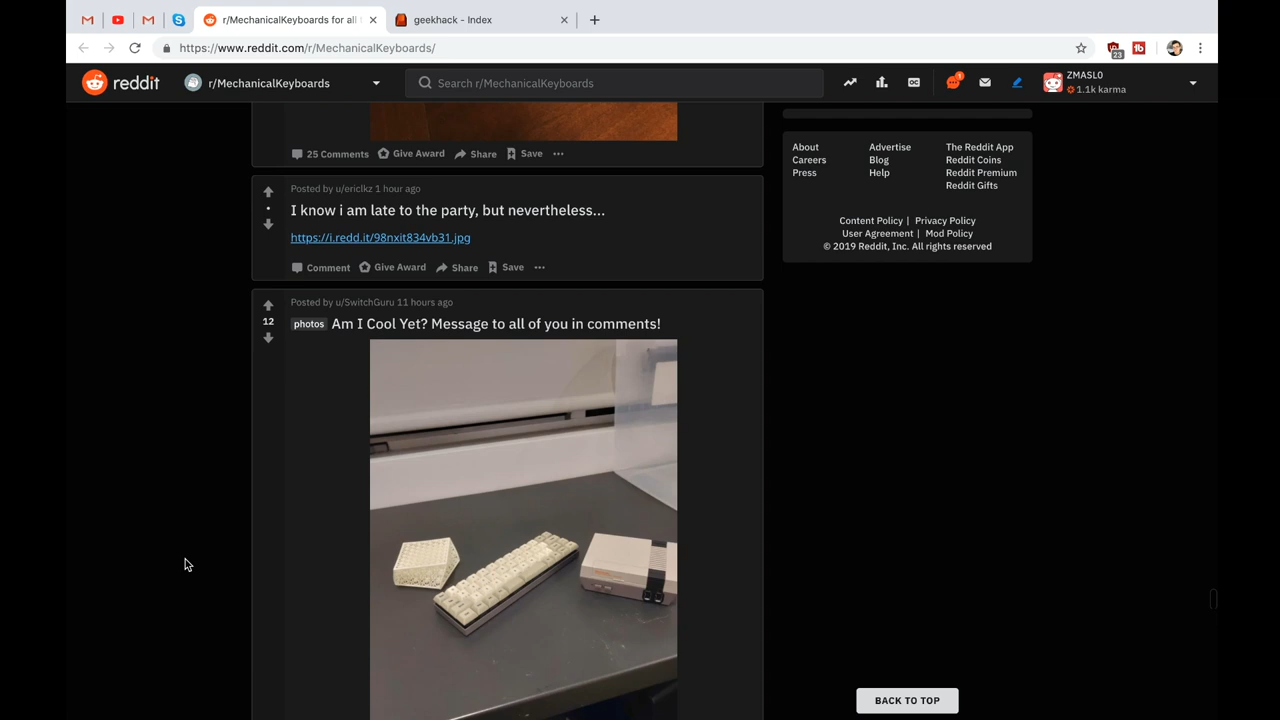 r/MechanicalKeyboards for all
geekhack - Index
https://www.reddit.com/r/MechanicalKeyboards/
23
reddit
r/MechanicalKeyboards
Search r/MechanicalKeyboards
1
ZMASL0
1.1k karma
25 Comments Give Award Share Save
Posted by u/ericlkz 1 hour ago
I know i am late to the party, but nevertheless...
https://i.redd.it/98nxit834vb31.jpg
Comment Give Award Share Save
Posted by u/SwitchGuru 11 hours ago
12
photos Am I Cool Yet? Message to all of you in comments!
About Advertise The Reddit App
Careers Blog Reddit Coins
Press Help Reddit Premium
Reddit Gifts
Content Policy | Privacy Policy
User Agreement | Mod Policy
© 2019 Reddit, Inc. All rights reserved
BACK TO TOP